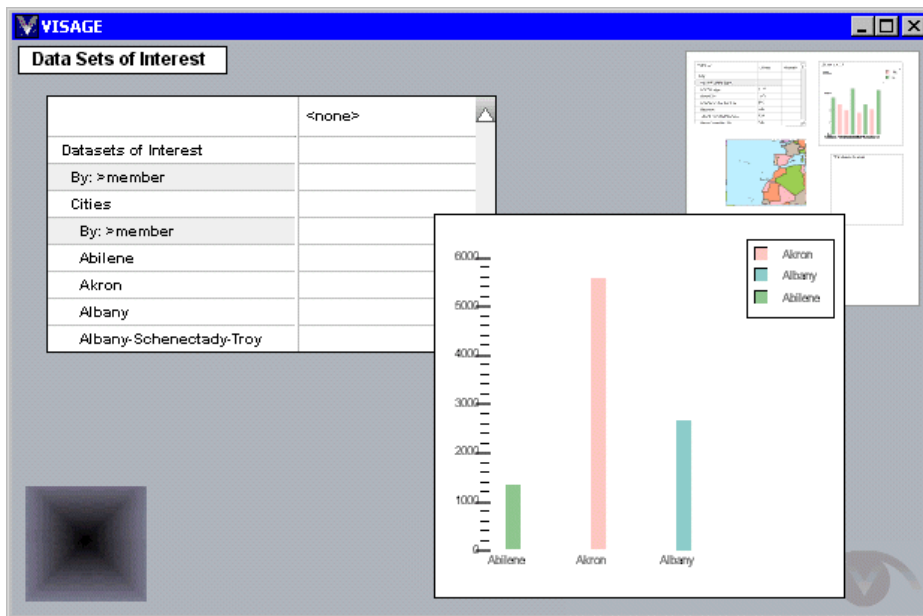 VISAGE
Data Sets of Interest
<none>
Datasets of Interest
By: >member
Cities
By: >member
Abilene
Akron
Albany
Albany-Schenectady-Troy
6000
5000
4000
3000
2000
1000
0
Abilene
Akron
Albany
Akron
Albany
Abilene